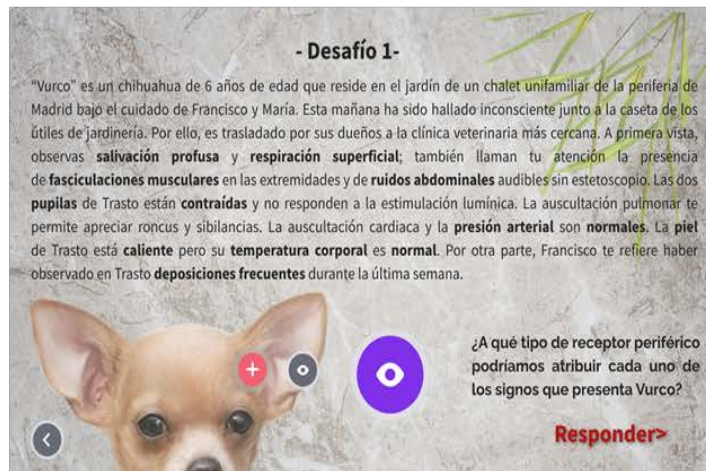 - Desafío 1-
“Vurco” es un chihuahua de 6 años de edad que reside en el jardín de un chalet unifamiliar de la periferia de
Madrid bajo el cuidado de Francisco y María. Esta mañana ha sido hallado inconsciente junto a la caseta de los
útiles de jardinería. Por ello, es trasladado por sus dueños a la clínica veterinaria más cercana. A primera vista,
observas salivación profusa y respiración superficial; también llaman tu atención la presencia
de fasciculaciones musculares en las extremidades y de ruidos abdominales audibles sin estetoscopio. Las dos
pupilas de Trasto están contraídas y no responden a la estimulación lumínica. La auscultación pulmonar te
permite apreciar roncus y sibilancias. La auscultación cardiaca y la presión arterial son normales. La piel
de Trasto está caliente pero su temperatura corporal es normal. Por otra parte, Francisco te refiere haber
observado en Trasto deposiciones frecuentes durante la última semana.
¿A qué tipo de receptor periférico
podríamos atribuir cada uno de
los signos que presenta Vurco?
Responder>